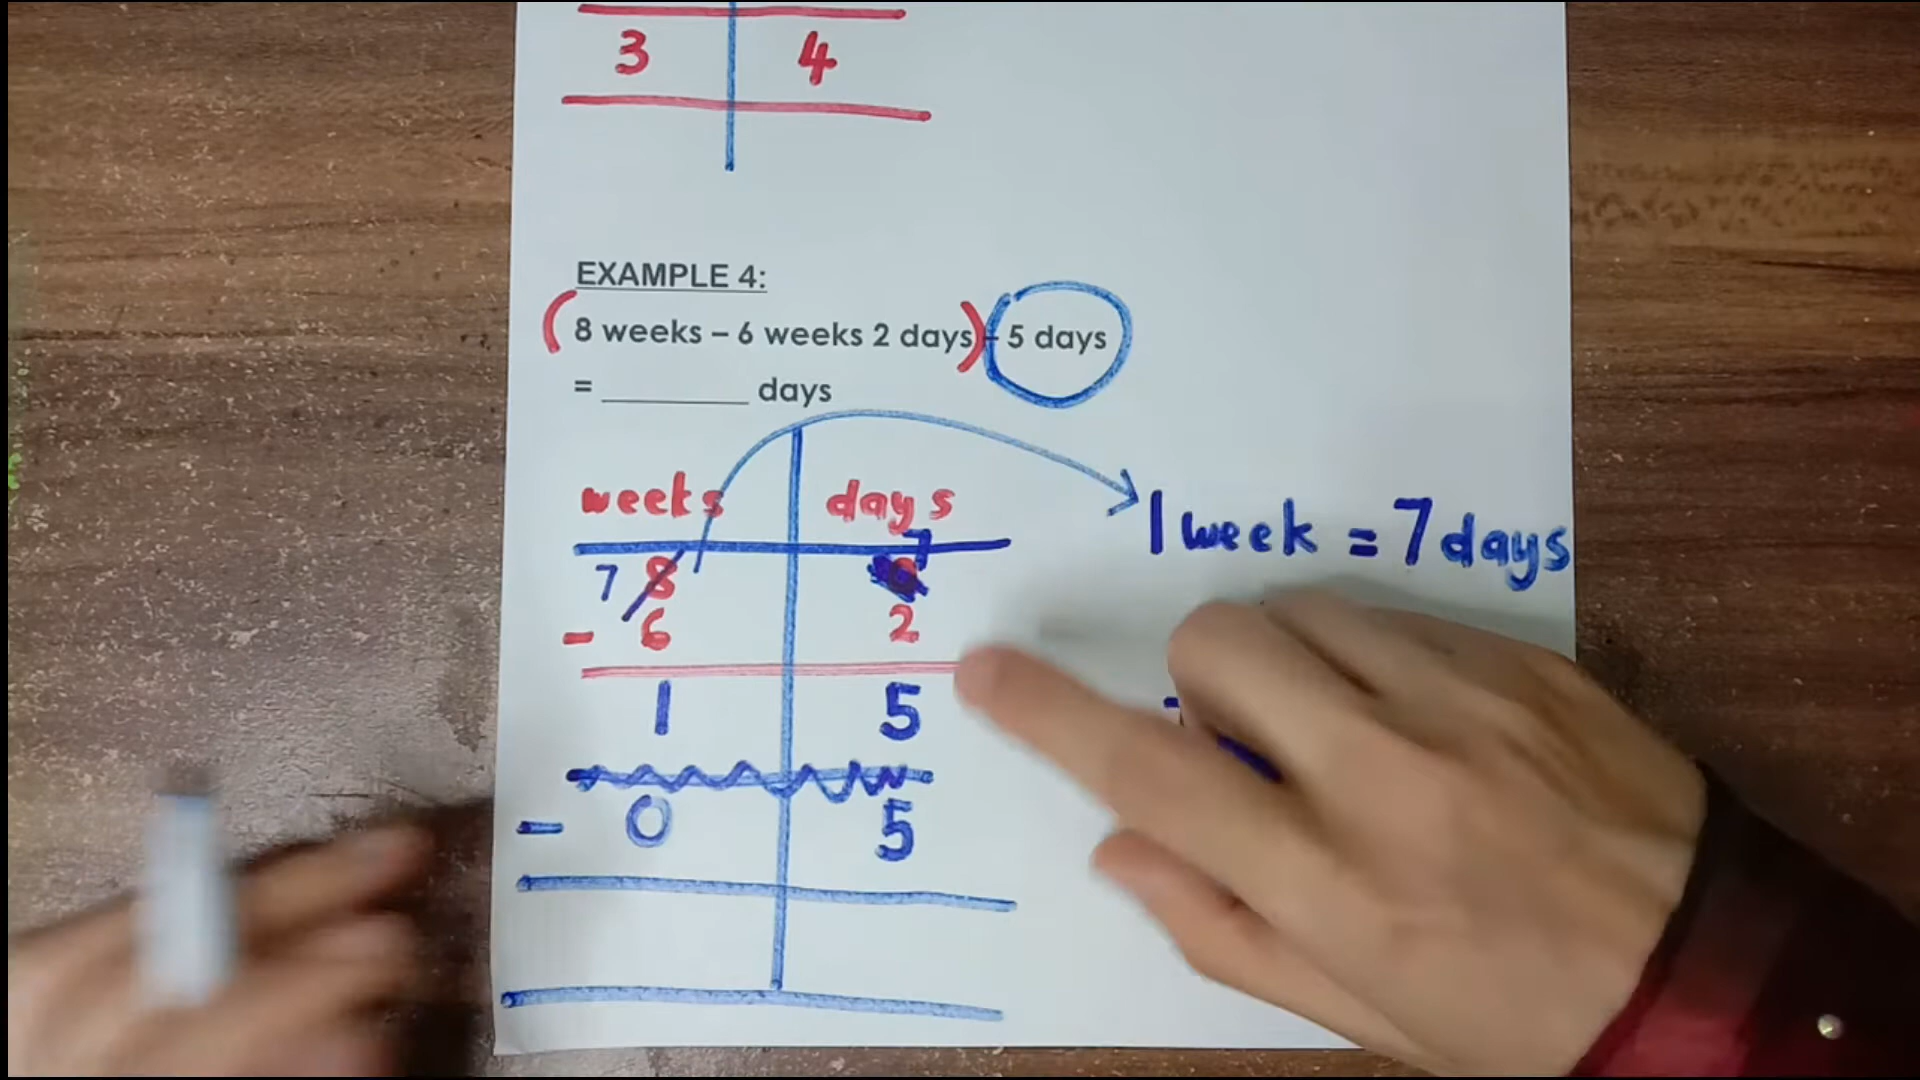 3 4
EXAMPLE 4:
(8 weeks – 6 weeks 2 days) - 5 days
= ________ days
weeks days
1 week = 7 days
7
7 8
- 6 2
1 5
- 0 5